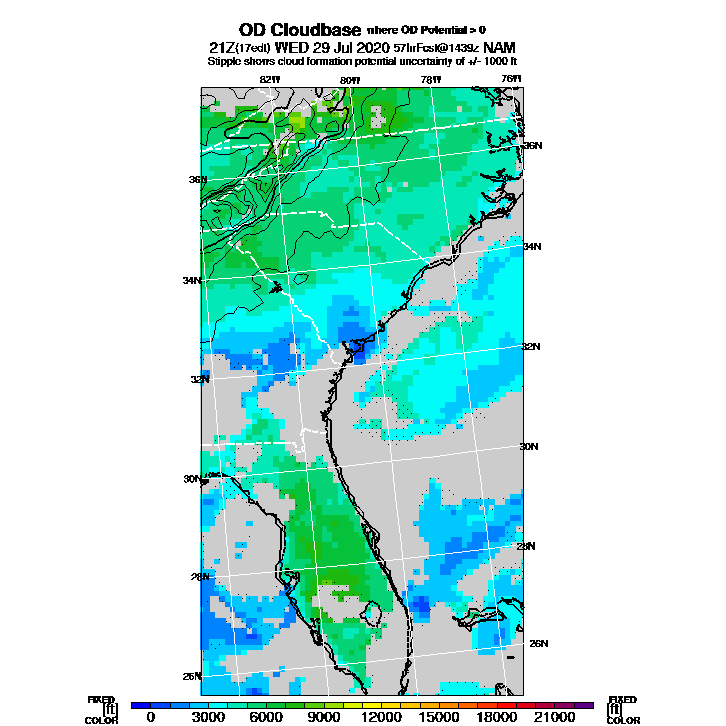 OD Cloudbase where OD Potential > 0
21Z(17edt) WED 29 Jul 2020 57hrFcst@1439z NAM
Stipple shows cloud formation potential uncertainty of +/- 1000 ft
82W 80W 78W 76W
36N 36N
34N 34N
32N 32N
30N 30N
28N 28N
26N 26N
FIXED FIXED
[ft] 0 3000 6000 9000 12000 15000 18000 21000 [ft]
COLOR COLOR